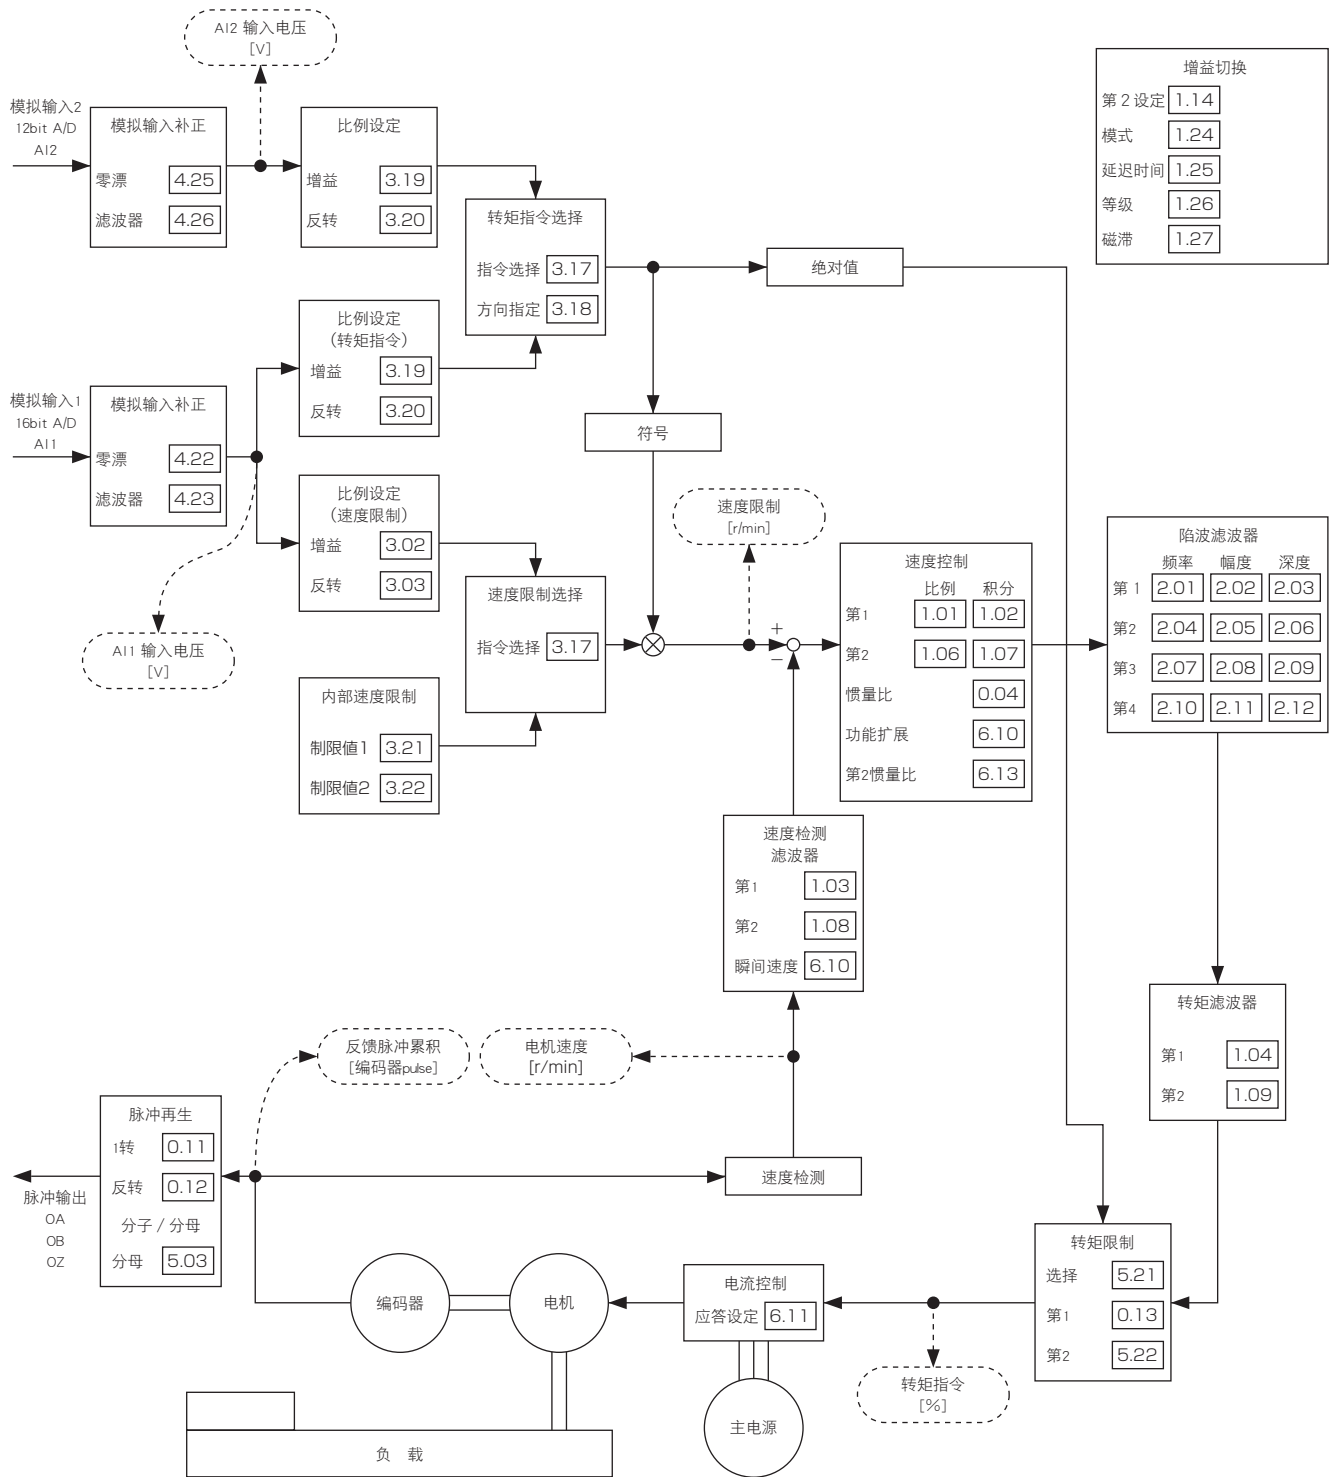 AI2 输入电压
[V]
模拟输入2
12bit A/D
AI2
模拟输入补正
零漂 4.25
滤波器 4.26
比例设定
增益 3.19
反转 3.20
转矩指令选择
指令选择 3.17
方向指定 3.18
绝对值
增益切换
第2设定 1.14
模式 1.24
延迟时间 1.25
等级 1.26
磁滞 1.27
比例设定
(转矩指令)
增益 3.19
反转 3.20
模拟输入1
16bit A/D
AI1
模拟输入补正
零漂 4.22
滤波器 4.23
符号
比例设定
(速度限制)
增益 3.02
反转 3.03
AI1 输入电压
[V]
速度限制选择
指令选择 3.17
内部速度限制
制限値1 3.21
制限値2 3.22
速度限制
[r/min]
+
−
速度控制
比例 积分
第1 1.01 1.02
第2 1.06 1.07
惯量比 0.04
功能扩展 6.10
第2惯量比 6.13
陷波滤波器
频率 幅度 深度
第1 2.01 2.02 2.03
第2 2.04 2.05 2.06
第3 2.07 2.08 2.09
第4 2.10 2.11 2.12
速度检测
滤波器
第1 1.03
第2 1.08
瞬间速度 6.10
转矩滤波器
第1 1.04
第2 1.09
反馈脉冲累积
[编码器pulse]
电机速度
[r/min]
脉冲再生
1转 0.11
反转 0.12
分子 / 分母
分母 5.03
脉冲输出
OA
OB
OZ
速度检测
转矩限制
选择 5.21
第1 0.13
第2 5.22
编码器
电机
电流控制
应答设定 6.11
转矩指令
[%]
主电源
负 载